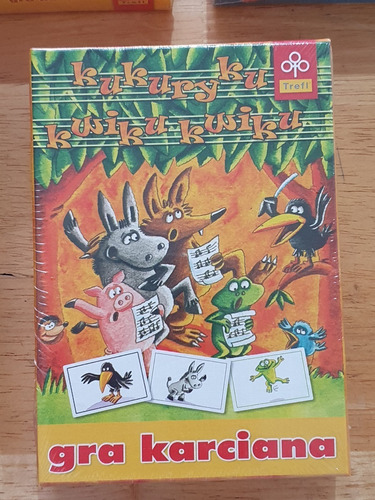 kukuryku
Trefl
kwiku kwiku
gra karciana